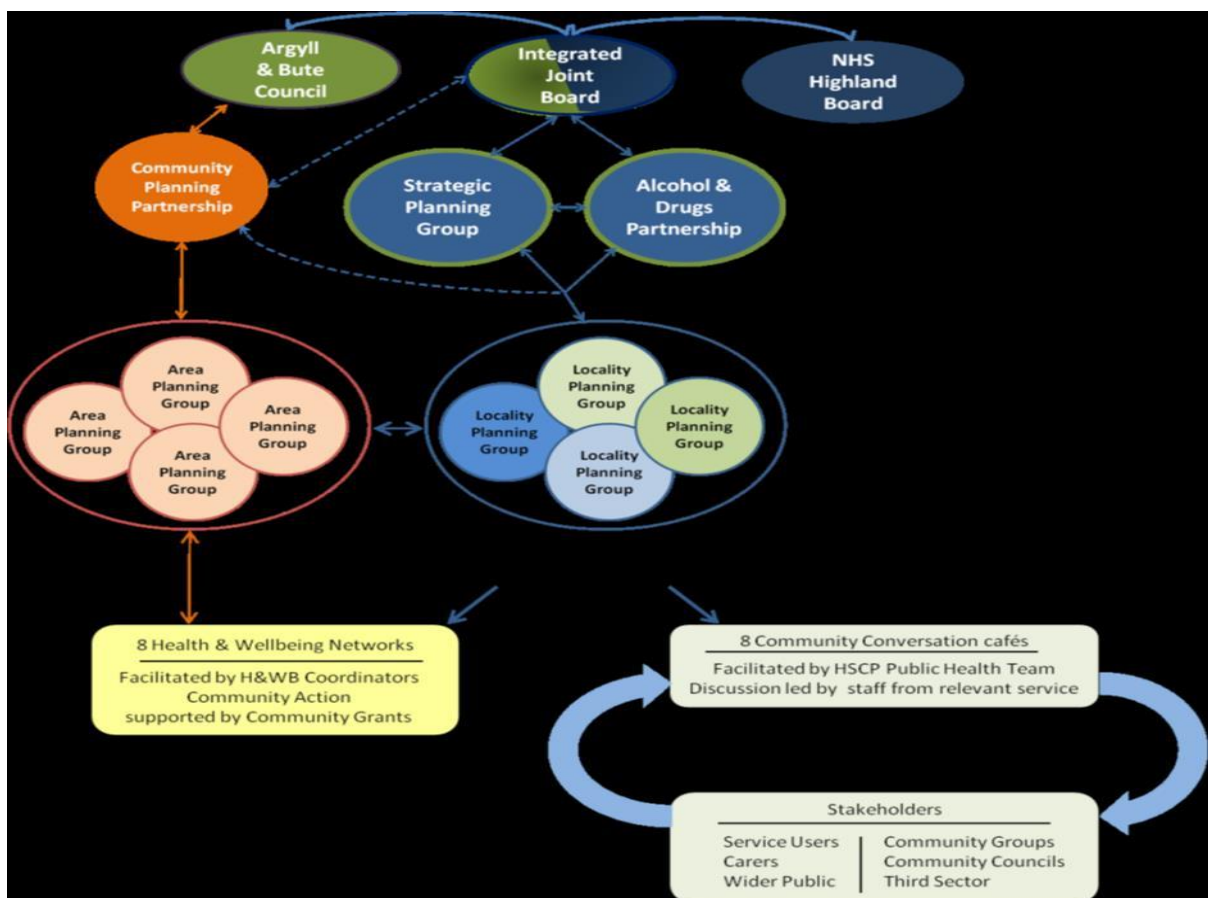 Argyll
& Bute
Council
Integrated
Joint
Board
NHS
Highland
Board
Community
Planning
Partnership
Strategic
Planning
Group
Alcohol &
Drugs
Partnership
Area
Planning
Group
Area
Planning
Group
Area
Planning
Group
Area
Planning
Group
Locality
Planning
Group
Locality
Planning
Group
Locality
Planning
Group
Locality
Planning
Group
8 Health & Wellbeing Networks
Facilitated by H&WB Coordinators
Community Action
supported by Community Grants
8 Community Conversation cafés
Facilitated by HSCP Public Health Team
Discussion led by staff from relevant service
Stakeholders
Service Users
Carers
Wider Public
Community Groups
Community Councils
Third Sector